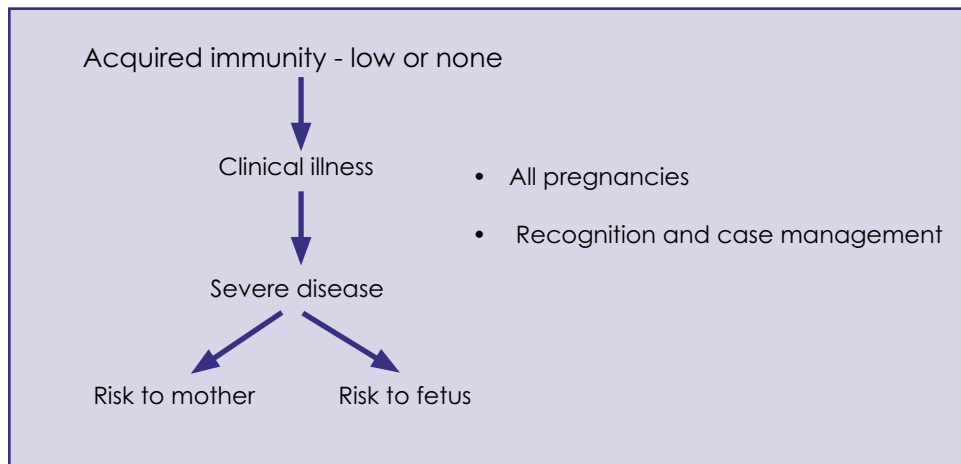 Acquired immunity - low or none
Clinical illness
• All pregnancies
• Recognition and case management
Severe disease
Risk to mother
Risk to fetus